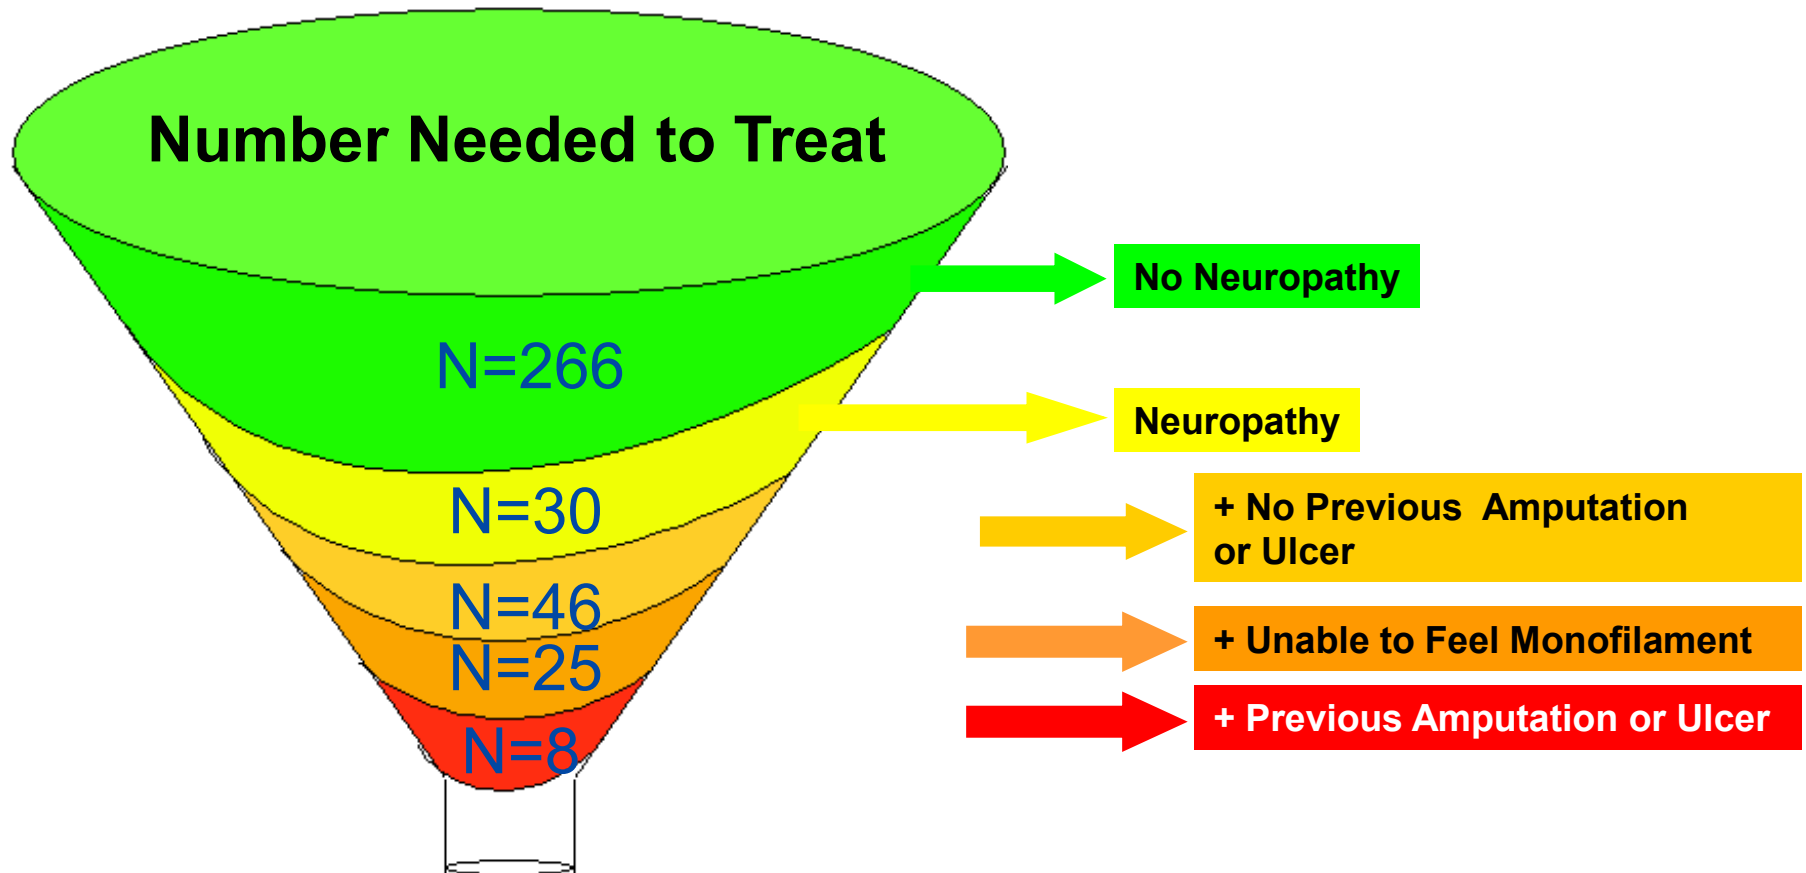 Number Needed to Treat
No Neuropathy
N=266
Neuropathy
N=30
+ No Previous Amputation
or Ulcer
N=46
+ Unable to Feel Monofilament
N=25
+ Previous Amputation or Ulcer
N=8